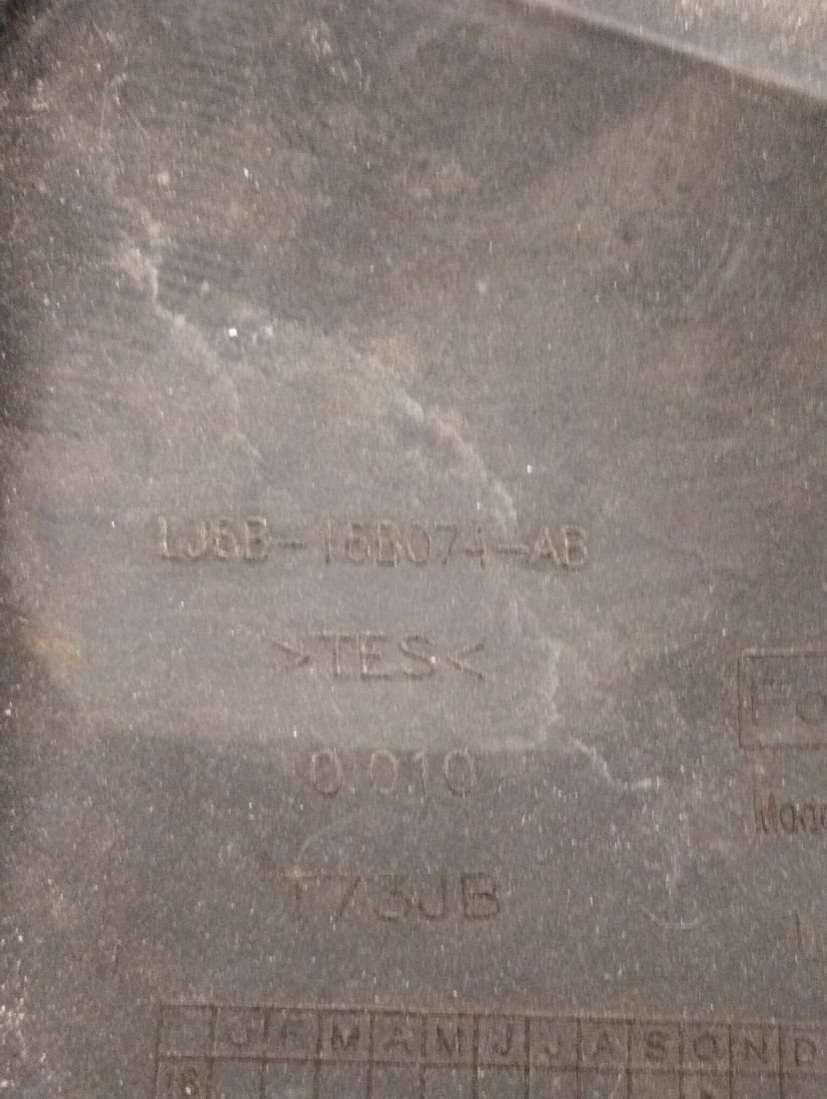 LJ6B-16B074-AB
>TES<
0.010
T73JB
J F M A M J J A S O N D